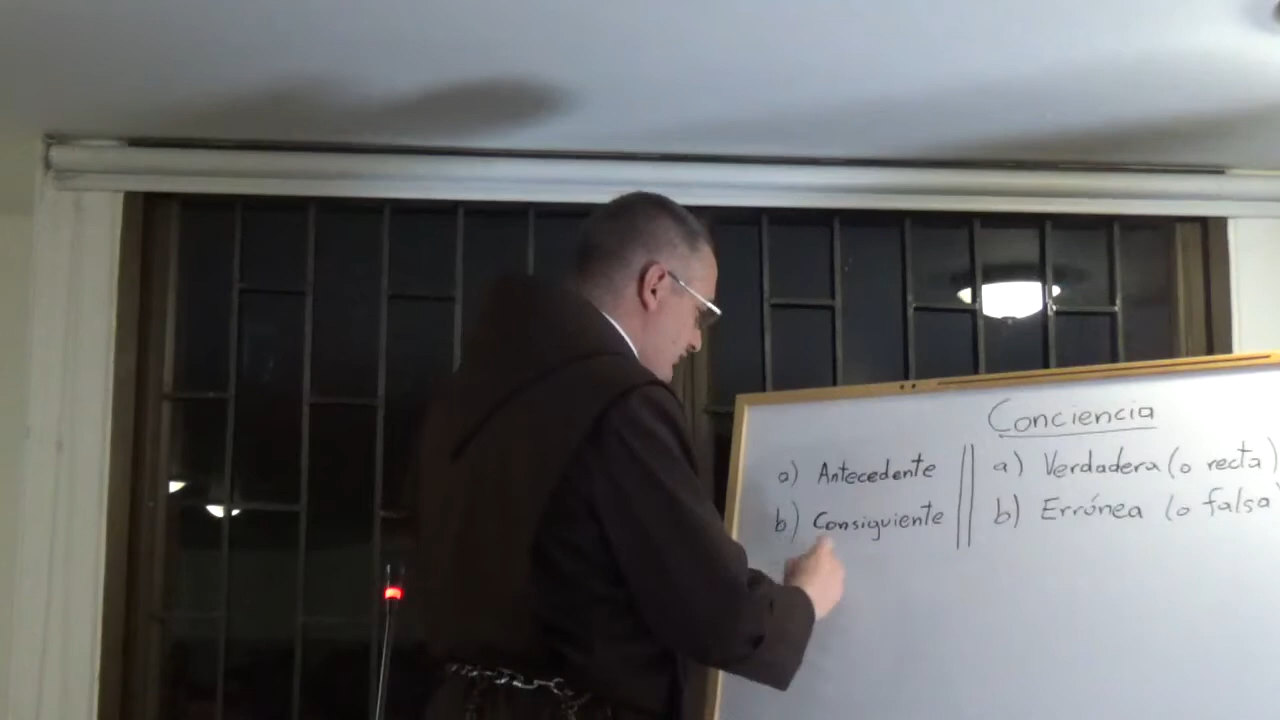 Conciencia
a) Antecedente
b) Consiguiente
a) Verdadera (o recta)
b) Errónea (o falsa)